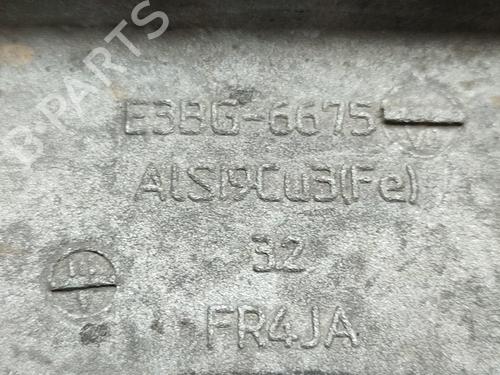 B-PARTS
E3BG-6675
AlSi9Cu3(Fe)
32
FR4JA